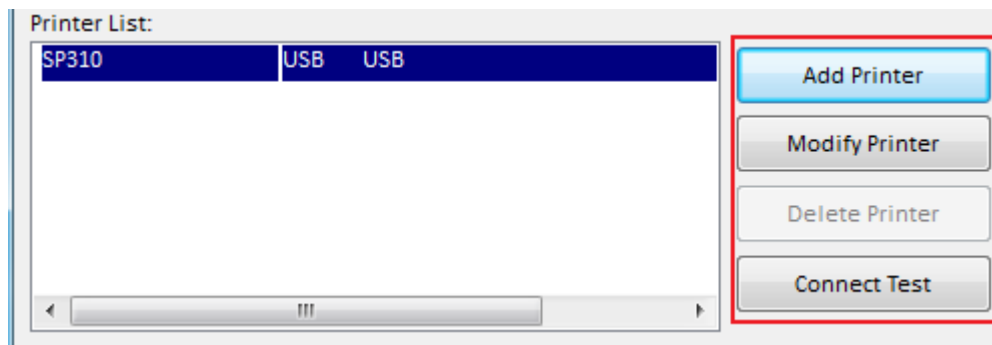 Printer List:
SP310 USB USB
Add Printer
Modify Printer
Delete Printer
Connect Test